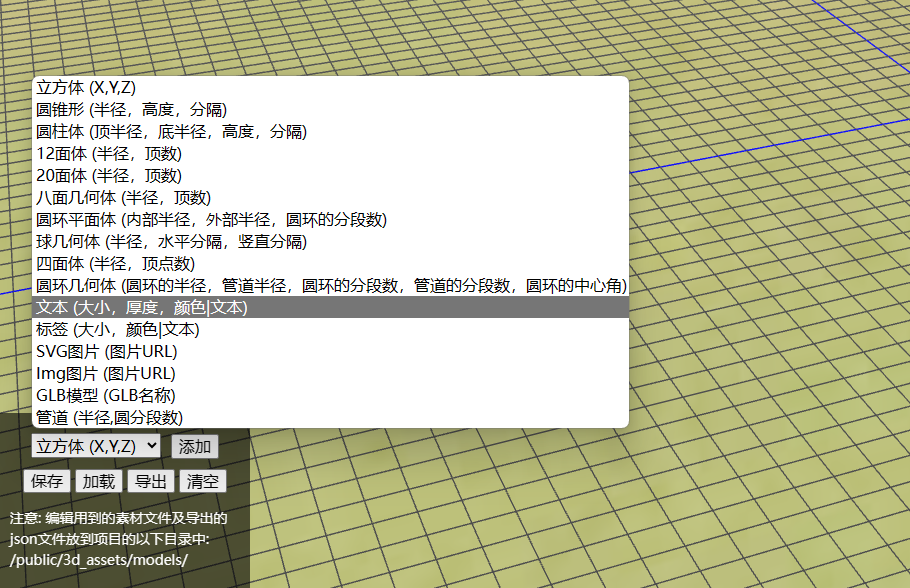 立方体 (X,Y,Z)
圆锥形 (半径，高度，分隔)
圆柱体 (顶半径，底半径，高度，分隔)
12面体 (半径，顶数)
20面体 (半径，顶数)
八面几何体 (半径，顶数)
圆环平面体 (内部半径，外部半径，圆环的分段数)
球几何体 (半径，水平分隔，竖直分隔)
四面体 (半径，顶点数)
圆环几何体 (圆环的半径，管道半径，圆环的分段数，管道的分段数，圆环的中心角)
文本 (大小，厚度，颜色|文本)
标签 (大小，颜色|文本)
SVG图片 (图片URL)
Img图片 (图片URL)
GLB模型 (GLB名称)
管道 (半径,圆分段数)
立方体 (X,Y,Z) 添加
保存 加载 导出 清空
注意: 编辑用到的素材文件及导出的
json文件放到项目的以下目录中:
/public/3d_assets/models/